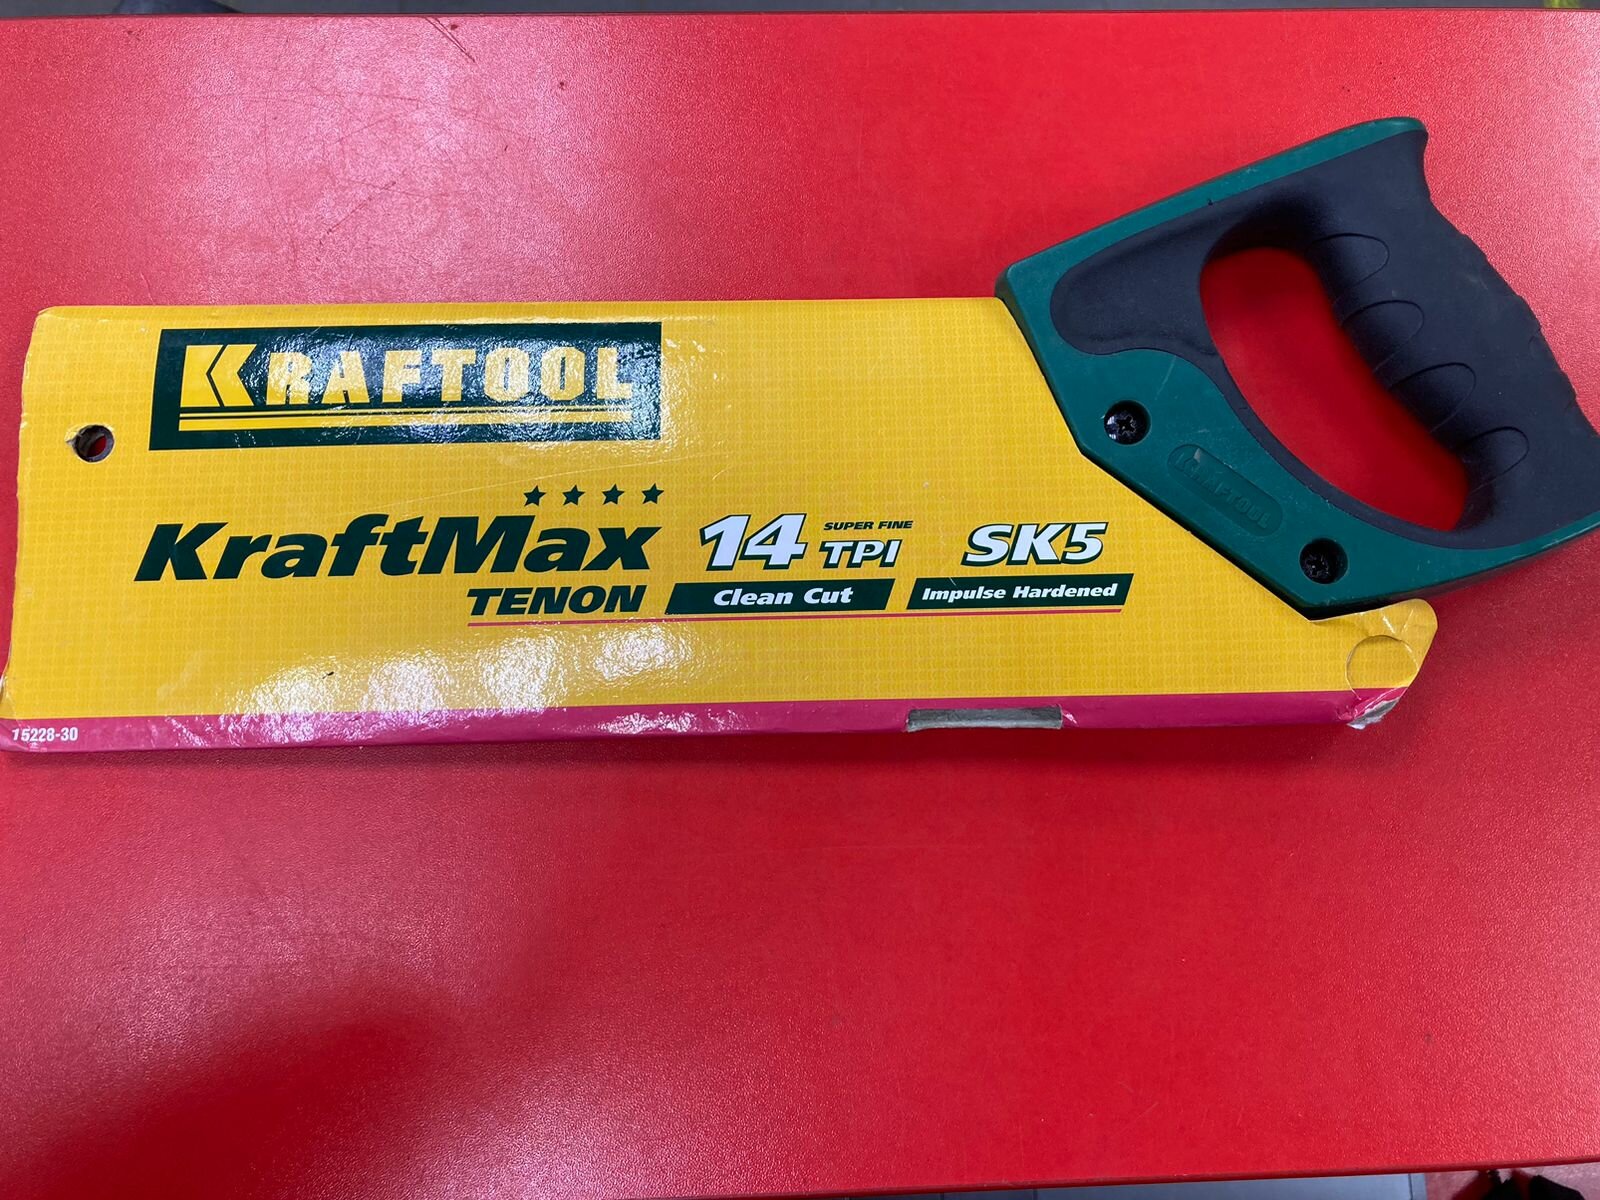 KRAFTOOL
KraftMax
TENON
14 SUPER FINE TPI
Clean Cut
SK5
Impulse Hardened
KRAFTOOL
15228-30